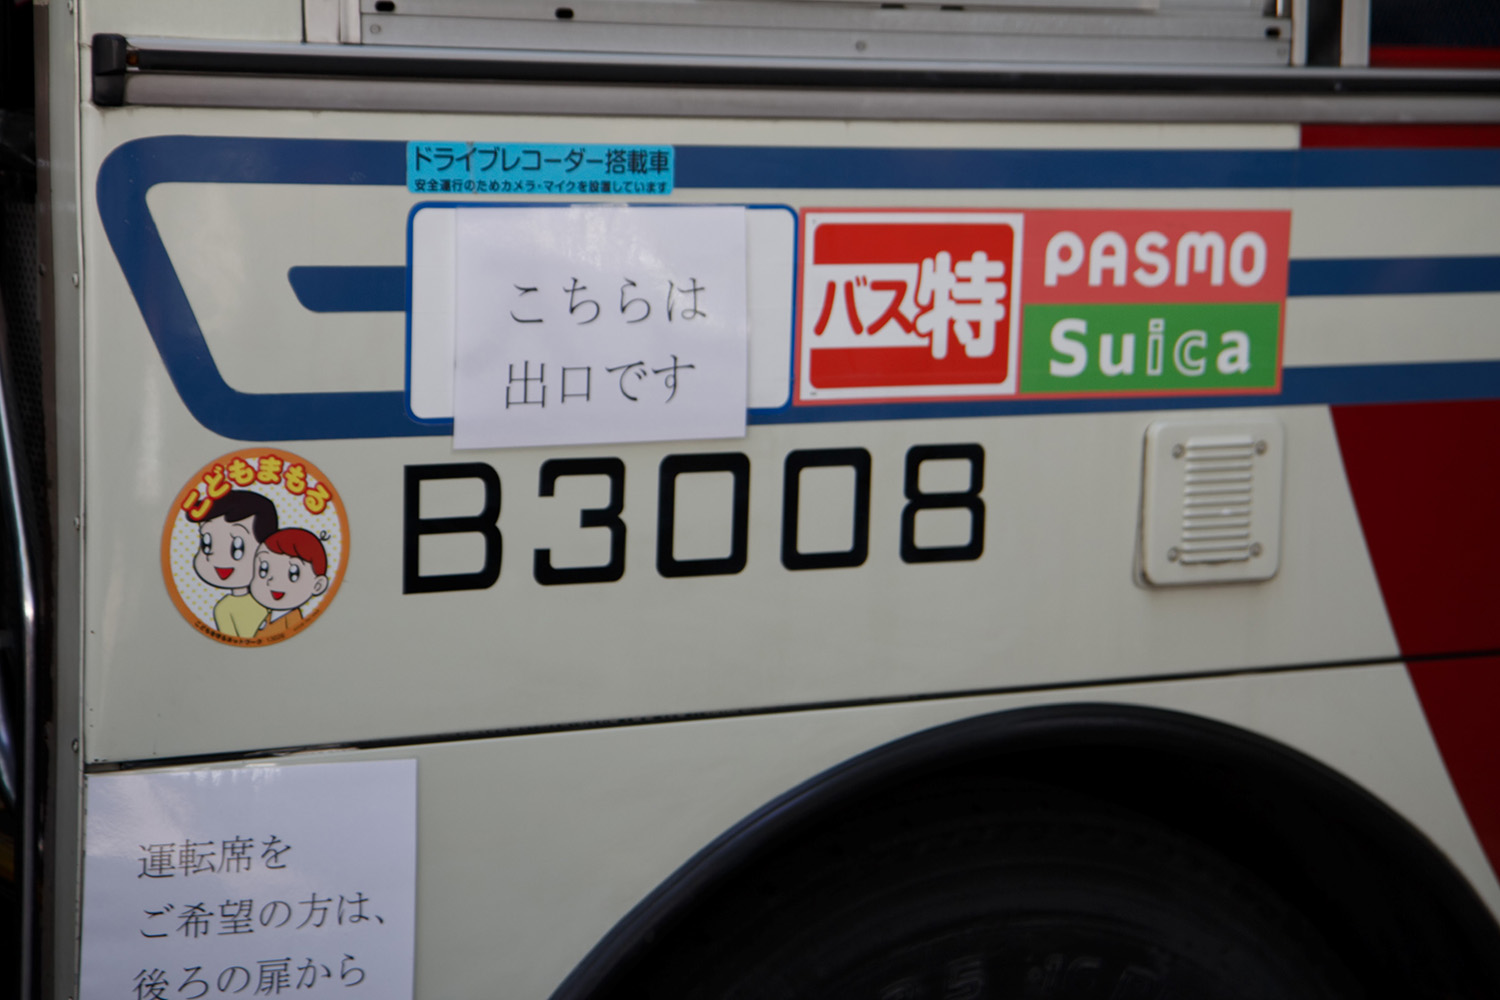 ドライブレコーダー搭載車
安全運行のためカメラ・マイクを設置しています
こちらは
出口です
バス特
PASMO
Suica
こどもまもる
B3008
運転席を
ご希望の方は、
後ろの扉から